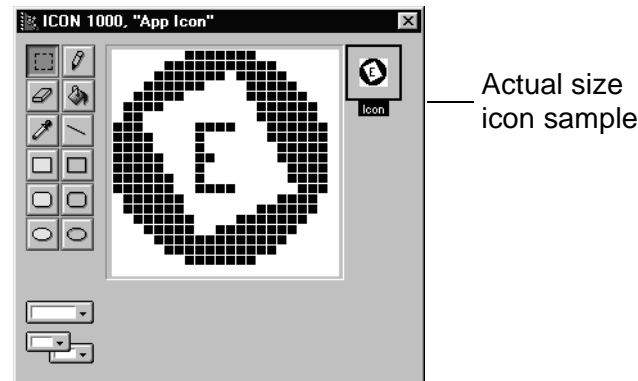 ICON 1000, "App Icon"
E
E
Icon
Actual size
icon sample